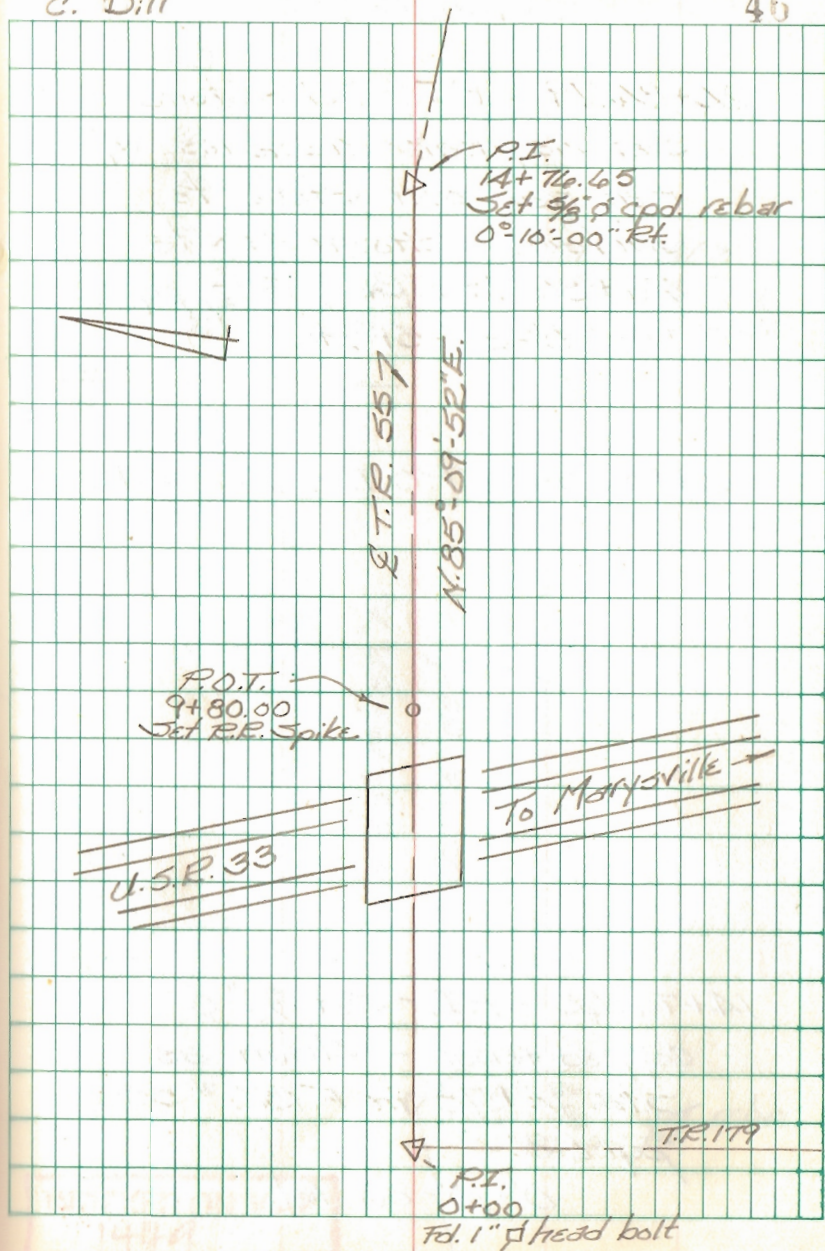 C. Dill
46
P.I.
14+76.65
Set 5/8" ϕ cpd. rebar
0°-10'-00" Rt.
℄ T.R. 557
N.85°-09'-52"E.
P.O.T.
9+80.00
Set R.R. Spike
To Marysville
U.S.R. 33
T.R.179
P.I.
0+00
Fd. 1" head bolt